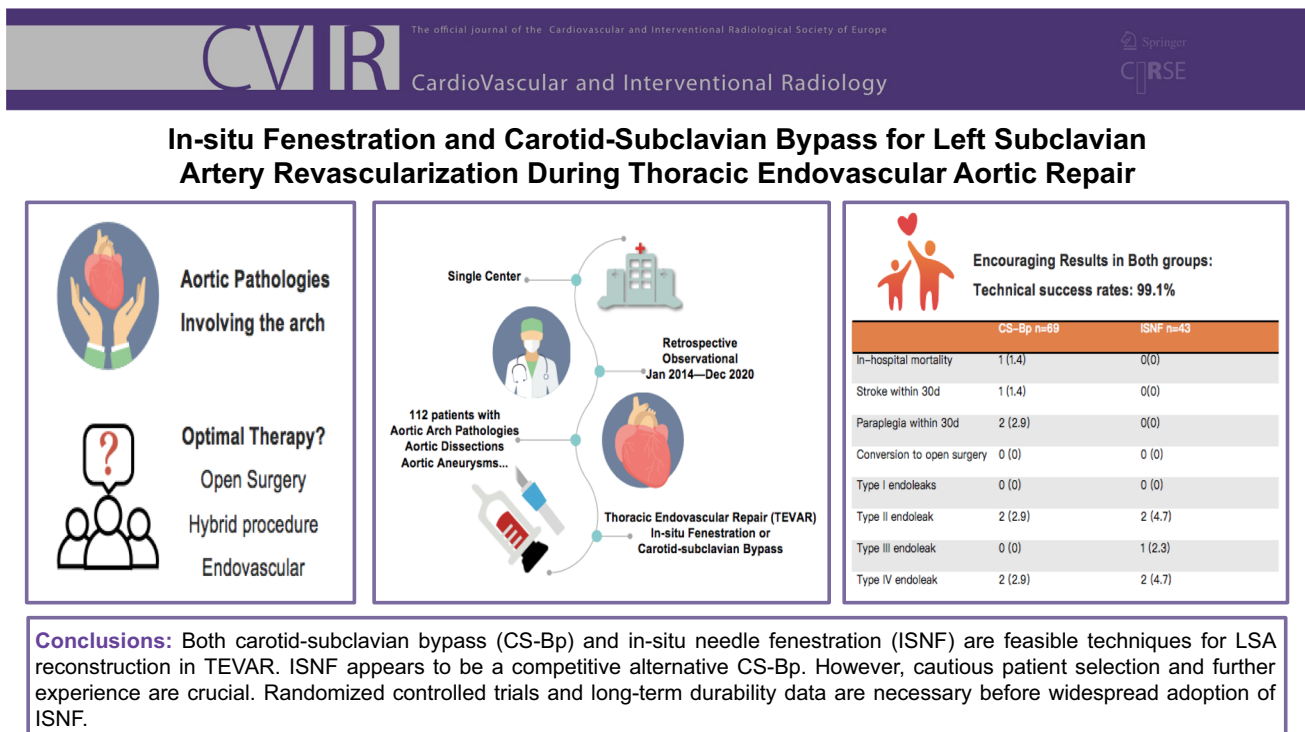 CVIR
The official journal of the Cardiovascular and Interventional Radiological Society of Europe
CardioVascular and Interventional Radiology
Springer
CIRSE
In-situ Fenestration and Carotid-Subclavian Bypass for Left Subclavian
Artery Revascularization During Thoracic Endovascular Aortic Repair
Aortic Pathologies
Involving the arch
?
Optimal Therapy?
Open Surgery
Hybrid procedure
Endovascular
Single Center
Retrospective
Observational
Jan 2014—Dec 2020
112 patients with
Aortic Arch Pathologies
Aortic Dissections
Aortic Aneurysms...
Thoracic Endovascular Repair (TEVAR)
In-situ Fenestration or
Carotid-subclavian Bypass
Encouraging Results in Both groups:
Technical success rates: 99.1%
CS-Bp n=69 ISNF n=43
In-hospital mortality 1 (1.4) 0(0)
Stroke within 30d 1 (1.4) 0(0)
Paraplegia within 30d 2 (2.9) 0(0)
Conversion to open surgery 0 (0) 0 (0)
Type I endoleaks 0 (0) 0 (0)
Type II endoleak 2 (2.9) 2 (4.7)
Type III endoleak 0 (0) 1 (2.3)
Type IV endoleak 2 (2.9) 2 (4.7)
Conclusions: Both carotid-subclavian bypass (CS-Bp) and in-situ needle fenestration (ISNF) are feasible techniques for LSA
reconstruction in TEVAR. ISNF appears to be a competitive alternative CS-Bp. However, cautious patient selection and further
experience are crucial. Randomized controlled trials and long-term durability data are necessary before widespread adoption of
ISNF.